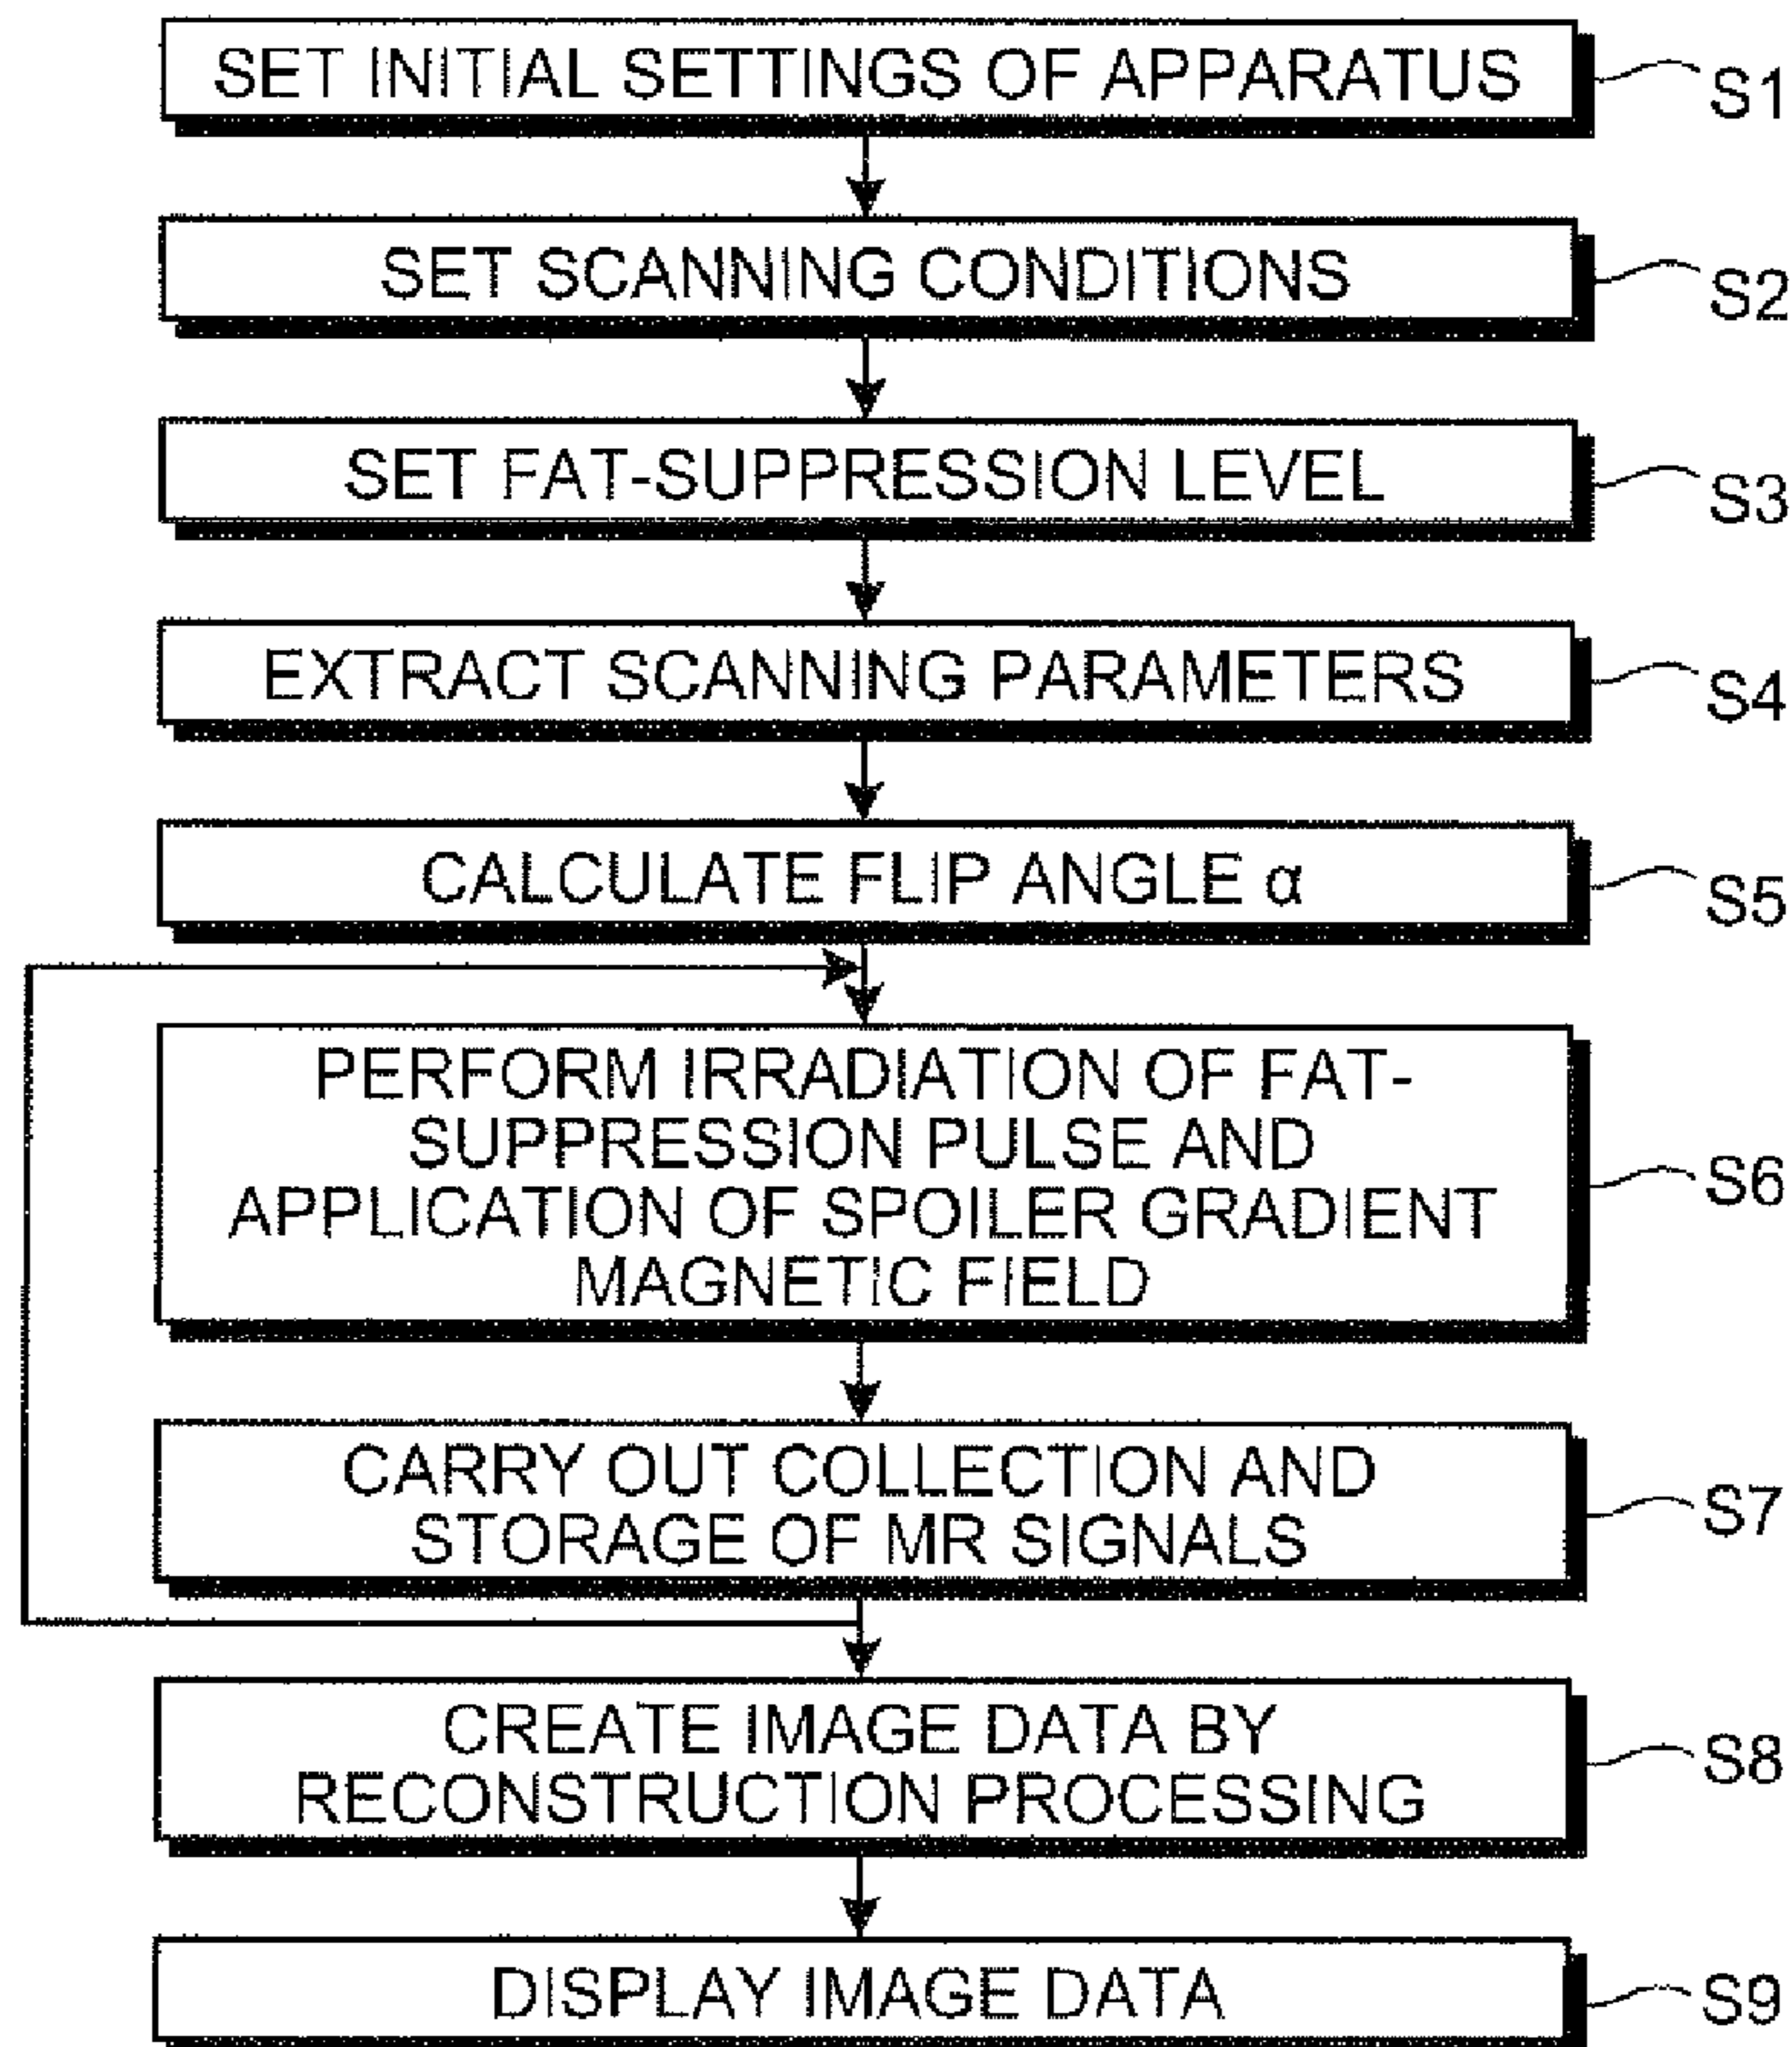 SET INITIAL SETTINGS OF APPARATUS
S1
SET SCANNING CONDITIONS
S2
SET FAT-SUPPRESSION LEVEL
S3
EXTRACT SCANNING PARAMETERS
S4
CALCULATE FLIP ANGLE α
S5
PERFORM IRRADIATION OF FAT-
SUPPRESSION PULSE AND
APPLICATION OF SPOILER GRADIENT
MAGNETIC FIELD
S6
CARRY OUT COLLECTION AND
STORAGE OF MR SIGNALS
S7
CREATE IMAGE DATA BY
RECONSTRUCTION PROCESSING
S8
DISPLAY IMAGE DATA
S9